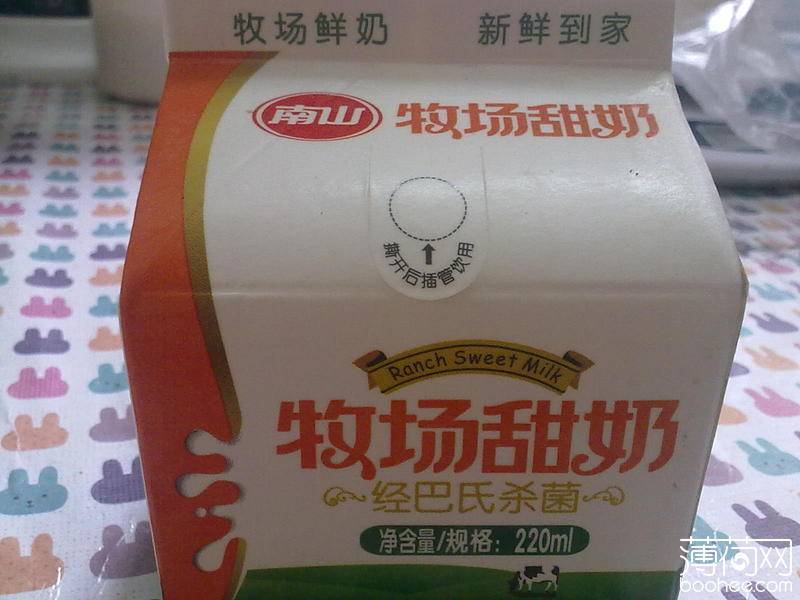 牧场鲜奶 新鲜到家
南山 牧场甜奶
撕开后插管饮用
Ranch Sweet Milk
牧场甜奶
经巴氏杀菌
净含量/规格：220ml
薄荷网
boohee.com